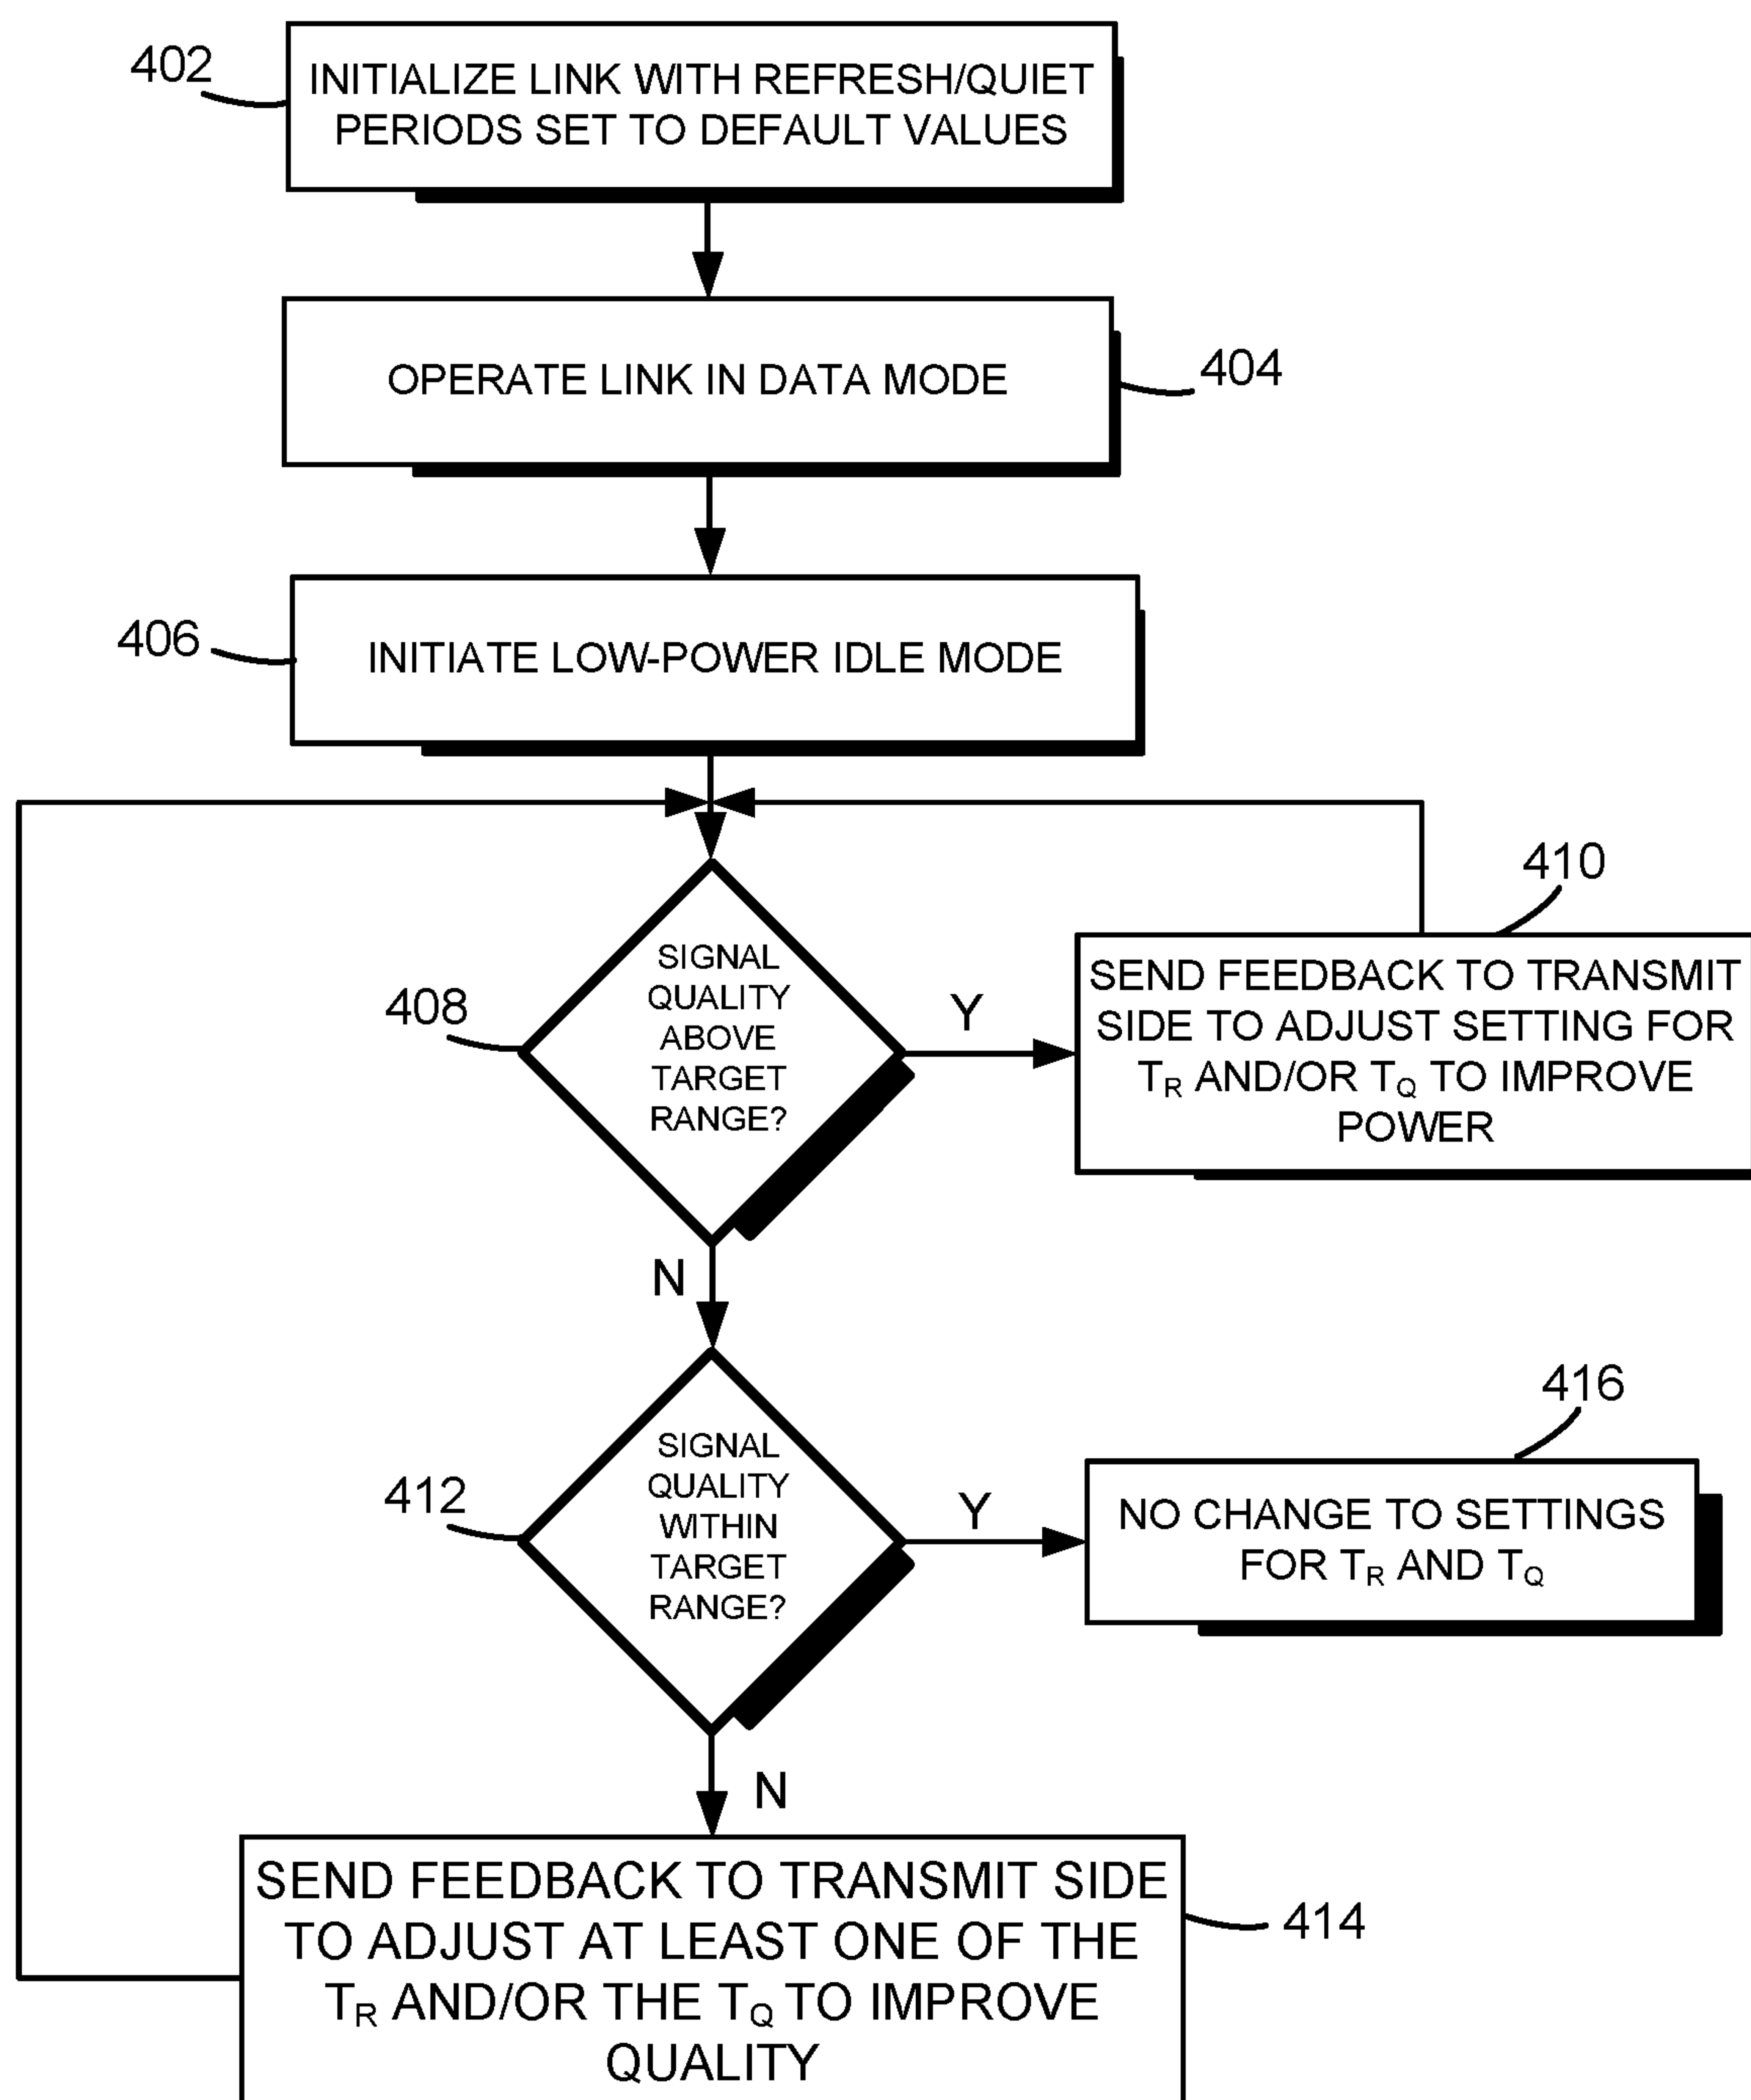 402
INITIALIZE LINK WITH REFRESH/QUIET
PERIODS SET TO DEFAULT VALUES
OPERATE LINK IN DATA MODE
404
406
INITIATE LOW-POWER IDLE MODE
408
SIGNAL
QUALITY
ABOVE
TARGET
RANGE?
Y
410
SEND FEEDBACK TO TRANSMIT
SIDE TO ADJUST SETTING FOR
TR AND/OR TQ TO IMPROVE
POWER
N
412
SIGNAL
QUALITY
WITHIN
TARGET
RANGE?
Y
416
NO CHANGE TO SETTINGS
FOR TR AND TQ
N
SEND FEEDBACK TO TRANSMIT SIDE
TO ADJUST AT LEAST ONE OF THE
TR AND/OR THE TQ TO IMPROVE
QUALITY
414